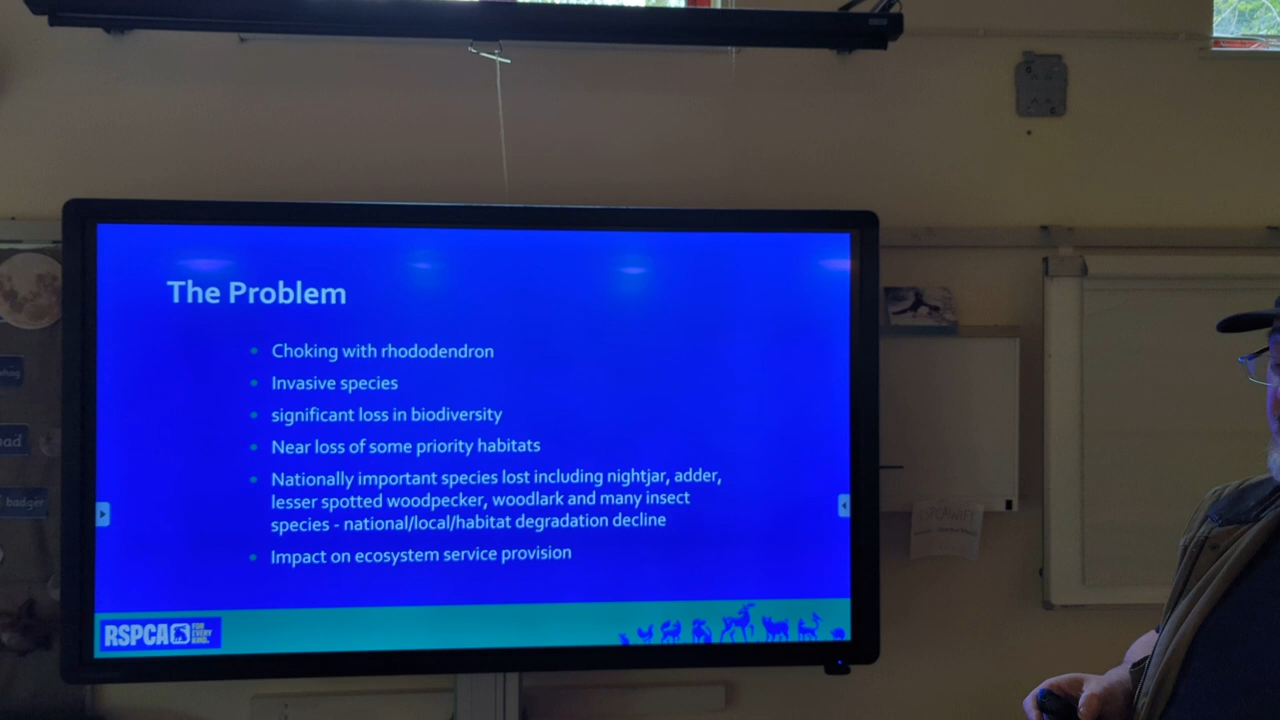 The Problem
• Choking with rhododendron
• Invasive species
• significant loss in biodiversity
• Near loss of some priority habitats
• Nationally important species lost including nightjar, adder,
lesser spotted woodpecker, woodlark and many insect
species - national/local/habitat degradation decline
• Impact on ecosystem service provision
RSPCA
FOR
EVERY
KIND.
badger